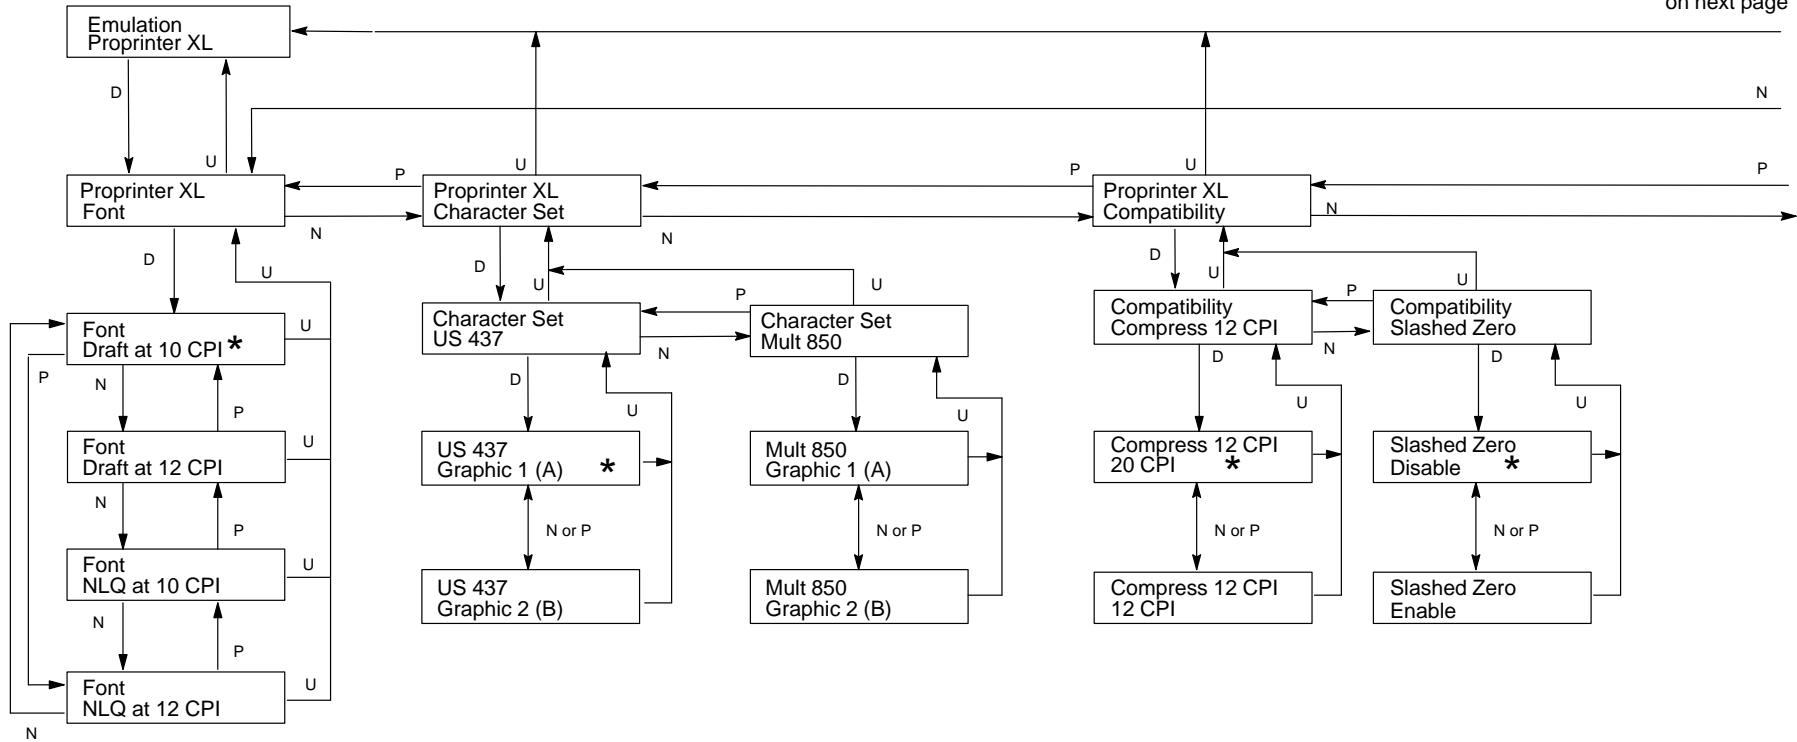 on next page
Emulation
Proprinter XL
D
N
U
U
U
P
P
P
Proprinter XL
Font
Proprinter XL
Character Set
Proprinter XL
Compatibility
N
N
N
D
U
D
U
U
D
U
U
P
P
Font
Draft at 10 CPI *
U
Character Set
US 437
Character Set
Mult 850
Compatibility
Compress 12 CPI
Compatibility
Slashed Zero
N
N
P
N
P
D
U
D
U
D
U
D
U
Font
Draft at 12 CPI
U
US 437
Graphic 1 (A) *
Mult 850
Graphic 1 (A)
Compress 12 CPI
20 CPI *
Slashed Zero
Disable *
N
P
N or P
N or P
N or P
N or P
Font
NLQ at 10 CPI
U
US 437
Graphic 2 (B)
Mult 850
Graphic 2 (B)
Compress 12 CPI
12 CPI
Slashed Zero
Enable
N
P
Font
NLQ at 12 CPI
U
N